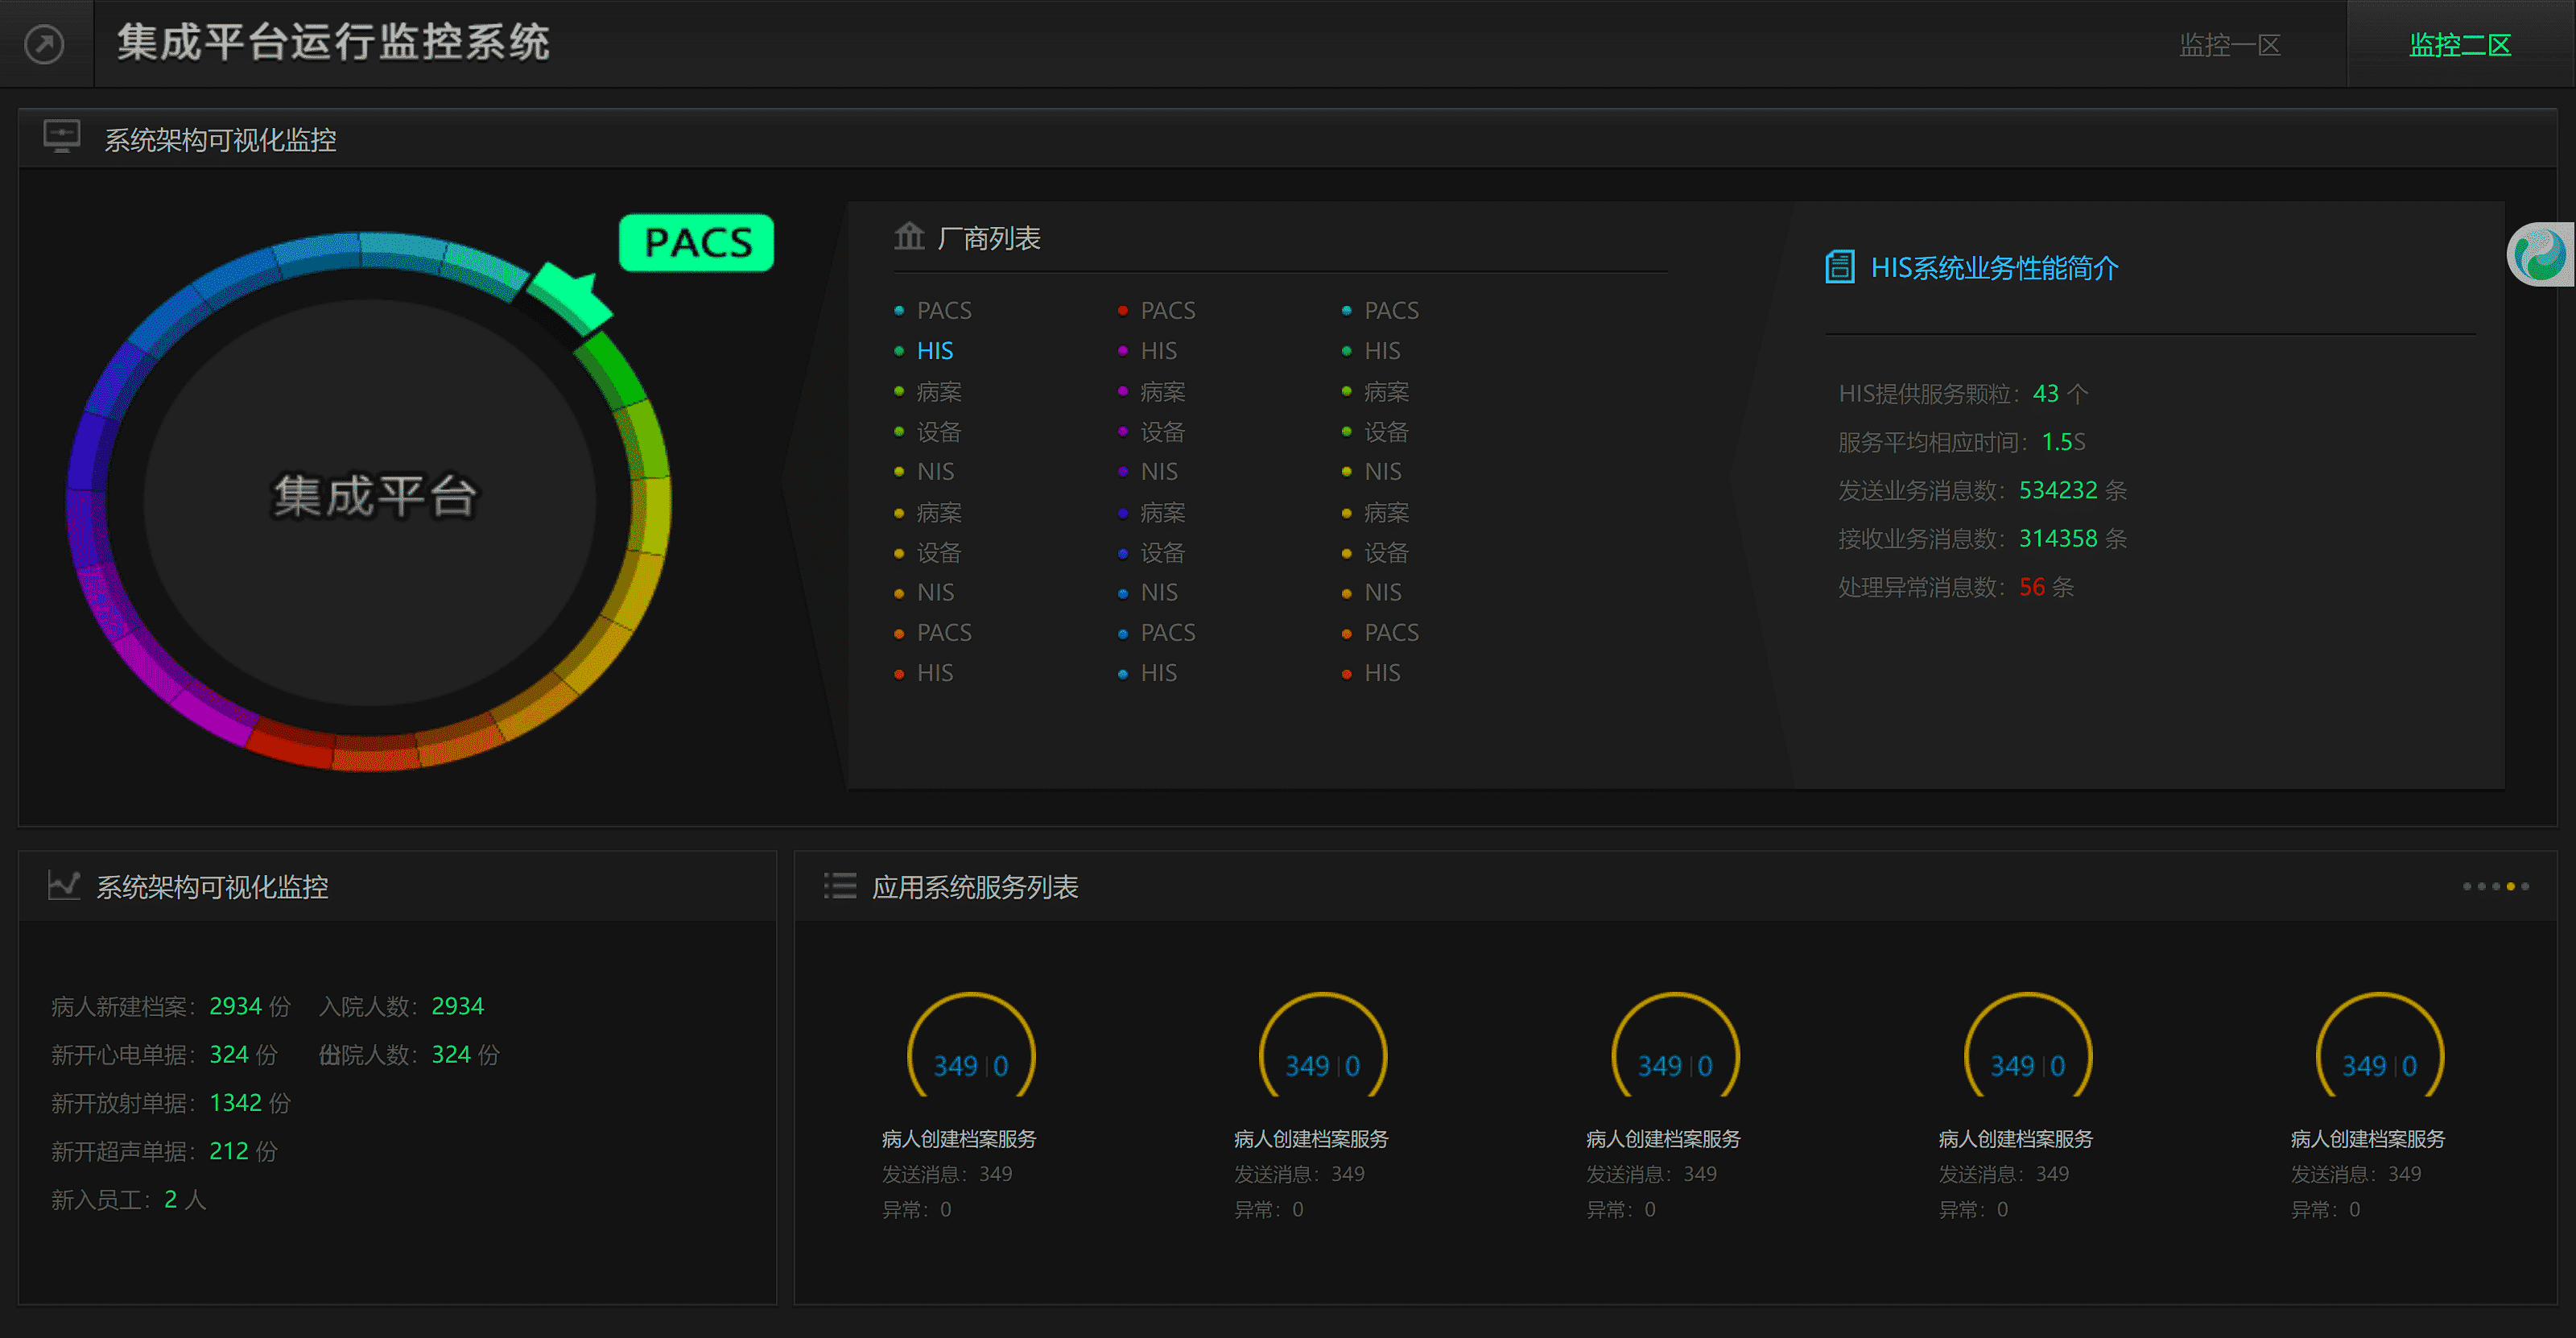 集成平台运行监控系统
监控一区
监控二区
系统架构可视化监控
PACS
集成平台
厂商列表
PACS PACS PACS
HIS HIS HIS
病案 病案 病案
设备 设备 设备
NIS NIS NIS
病案 病案 病案
设备 设备 设备
NIS NIS NIS
PACS PACS PACS
HIS HIS HIS
HIS系统业务性能简介
HIS提供服务颗粒：43 个
服务平均相应时间：1.5S
发送业务消息数：534232 条
接收业务消息数：314358 条
处理异常消息数：56 条
系统架构可视化监控
病人新建档案：2934 份 入院人数：2934
新开心电单据：324 份 份出院人数：324 份
新开放射单据：1342 份
新开超声单据：212 份
新入员工：2 人
应用系统服务列表
349|0 349|0 349|0 349|0 349|0
病人创建档案服务 病人创建档案服务 病人创建档案服务 病人创建档案服务 病人创建档案服务
发送消息：349 发送消息：349 发送消息：349 发送消息：349 发送消息：349
异常：0 异常：0 异常：0 异常：0 异常：0